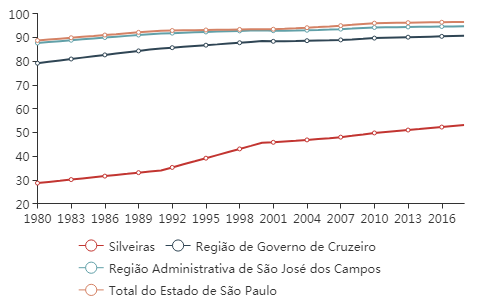 100
90
80
70
60
50
40
30
20
1980 1983 1986 1989 1992 1995 1998 2001 2004 2007 2010 2013 2016
Silveiras Região de Governo de Cruzeiro
Região Administrativa de São José dos Campos
Total do Estado de São Paulo